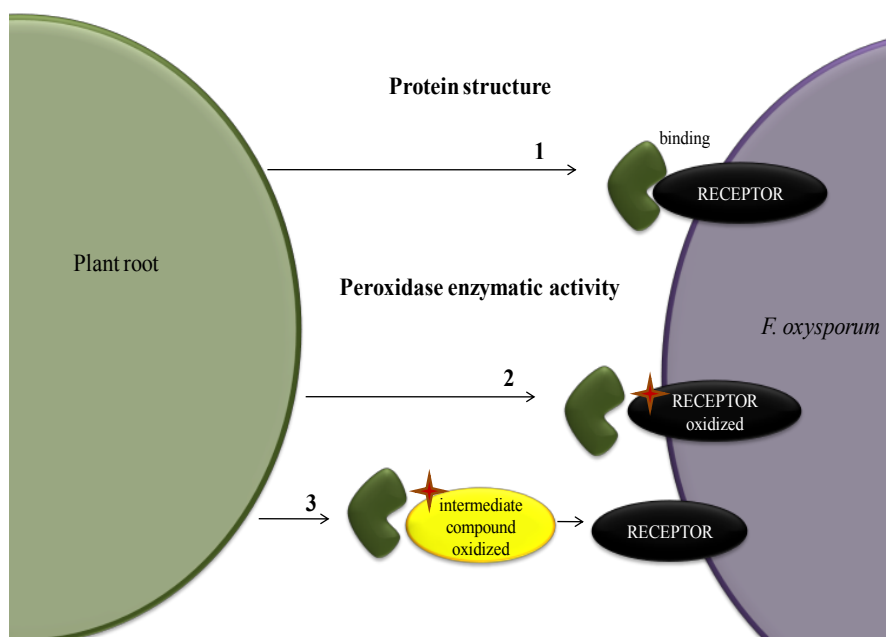 Protein structure
1
binding
RECEPTOR
Plant root
Peroxidase enzymatic activity
F. oxysporum
2
RECEPTOR
oxidized
3
intermediate
compound
oxidized
RECEPTOR